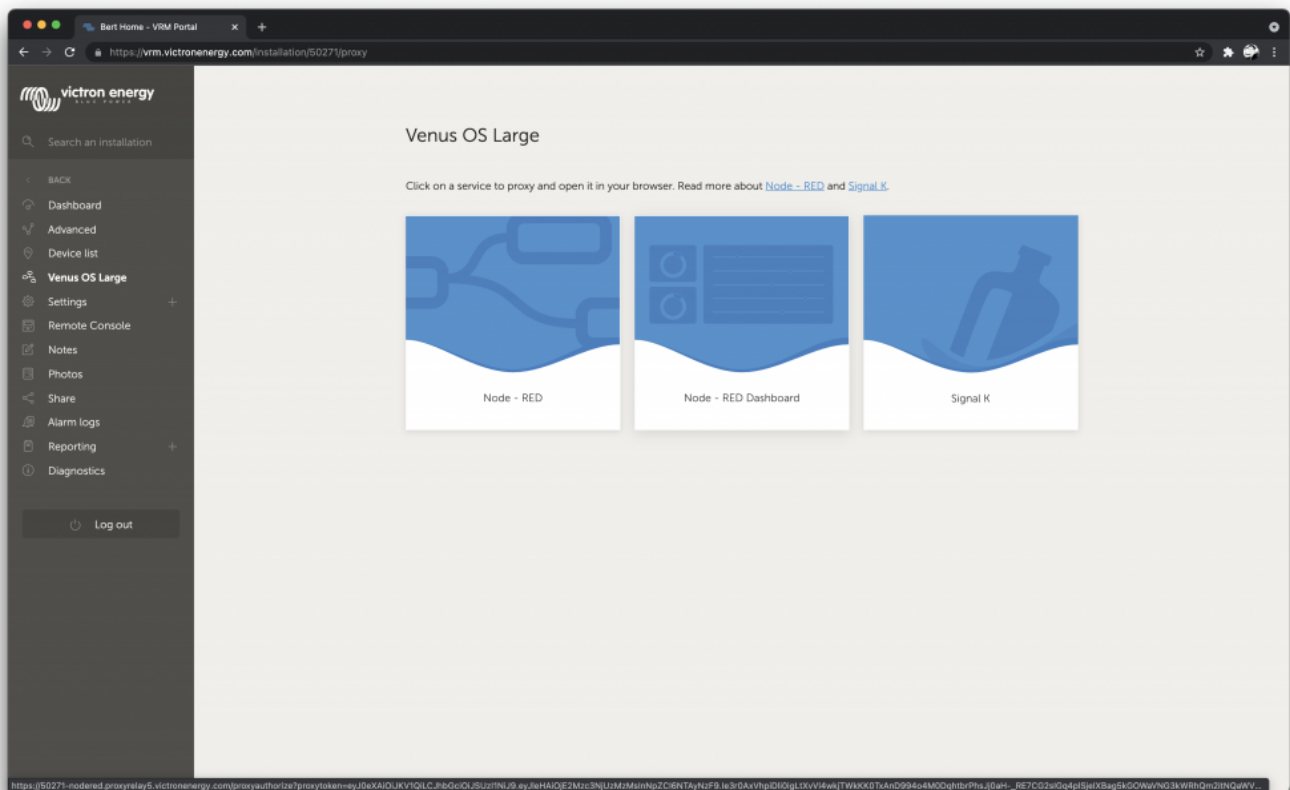 Bert Home - VRM Portal
https://vrm.victronenergy.com/installation/50271/proxy
victron energy
BLUE POWER
Search an installation
BACK
Dashboard
Advanced
Device list
Venus OS Large
Settings
Remote Console
Notes
Photos
Share
Alarm logs
Reporting
Diagnostics
Log out
Venus OS Large
Click on a service to proxy and open it in your browser. Read more about Node - RED and Signal K.
Node - RED
Node - RED Dashboard
Signal K